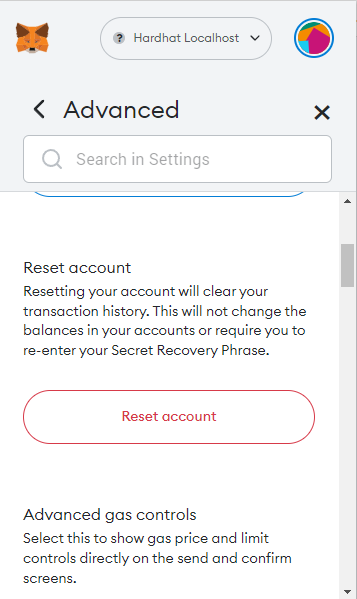 ? Hardhat Localhost
Advanced
Search in Settings
Reset account
Resetting your account will clear your
transaction history. This will not change the
balances in your accounts or require you to
re-enter your Secret Recovery Phrase.
Reset account
Advanced gas controls
Select this to show gas price and limit
controls directly on the send and confirm
screens.